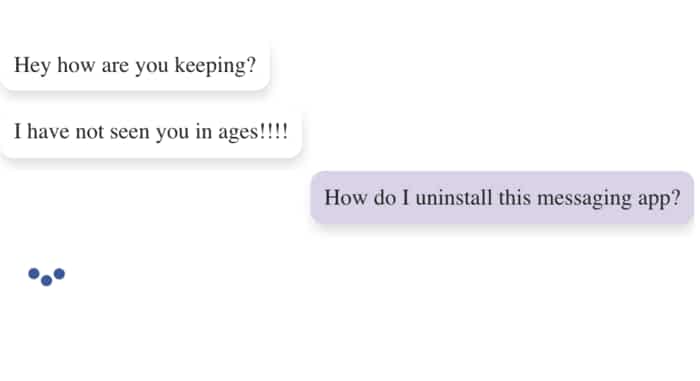 Hey how are you keeping?
I have not seen you in ages!!!!
How do I uninstall this messaging app?